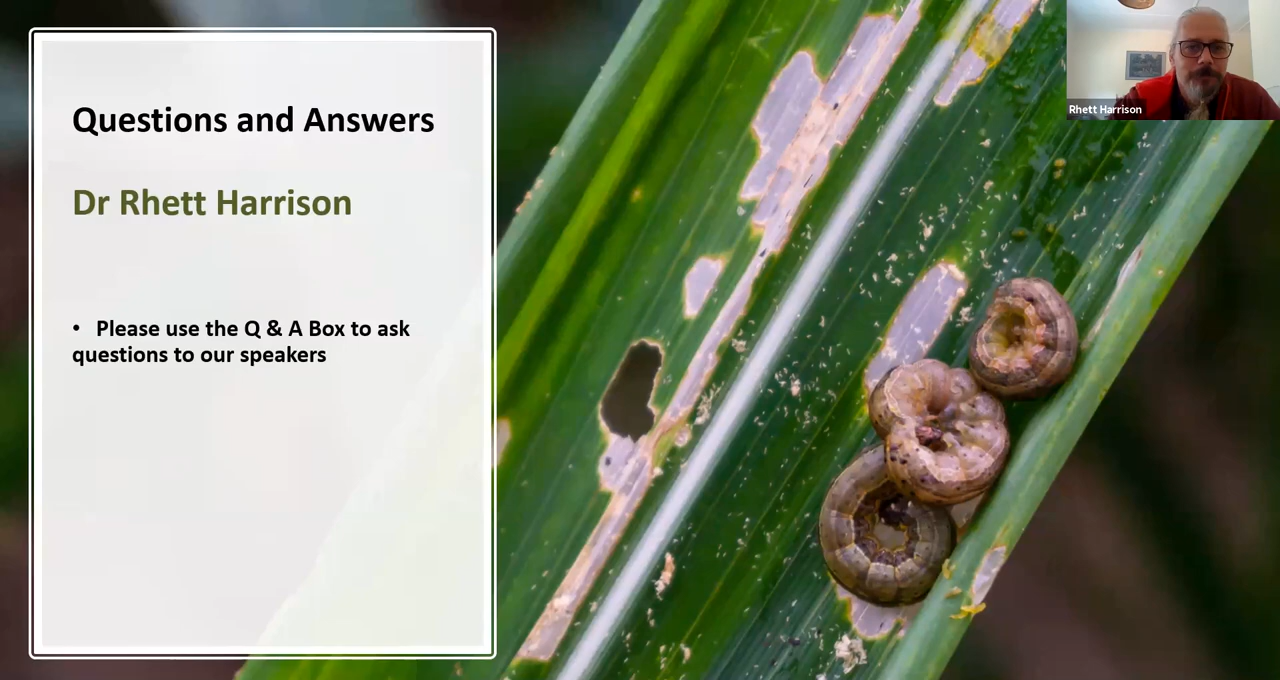 Questions and Answers
Dr Rhett Harrison
• Please use the Q & A Box to ask
questions to our speakers
Rhett Harrison